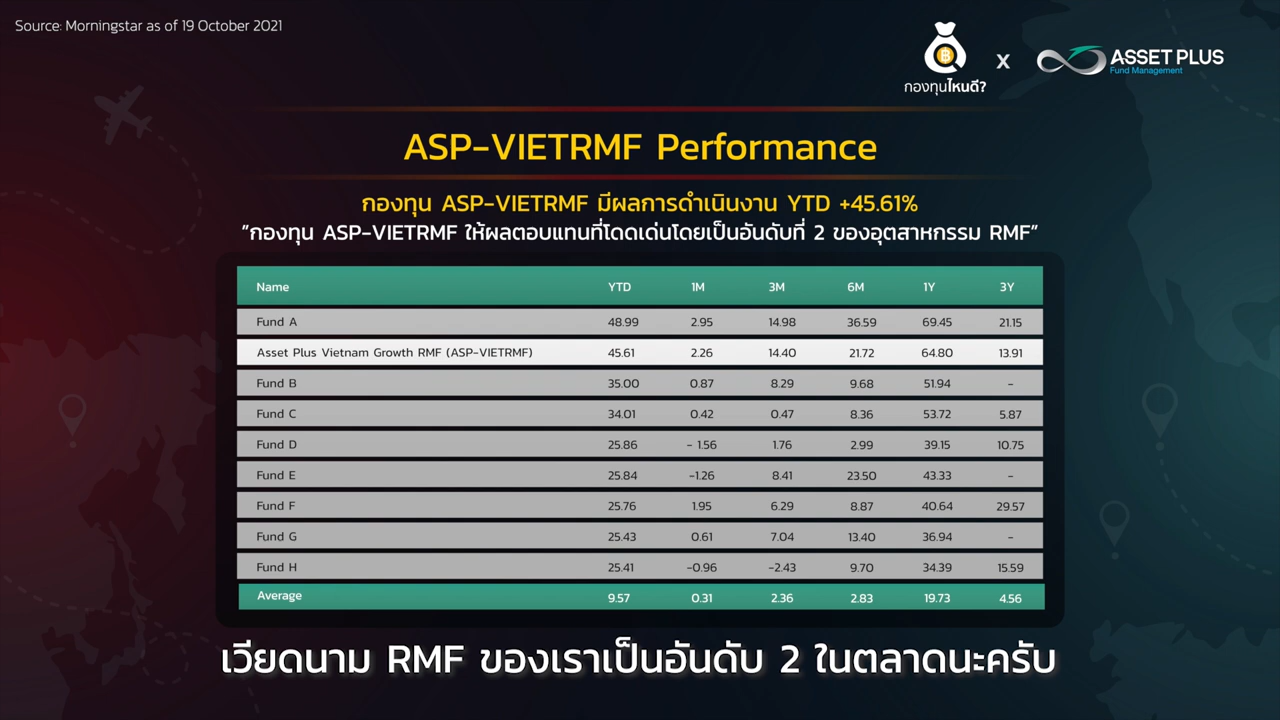 Source: Morningstar as of 19 October 2021
กองทุนไหนดี?
x
ASSET PLUS
Fund Management
ASP-VIETRMF Performance
กองทุน ASP-VIETRMF มีผลการดำเนินงาน YTD +45.61%
"กองทุน ASP-VIETRMF ให้ผลตอบแทนที่โดดเด่นโดยเป็นอันดับที่ 2 ของอุตสาหกรรม RMF"
Name YTD 1M 3M 6M 1Y 3Y
Fund A 48.99 2.95 14.98 36.59 69.45 21.15
Asset Plus Vietnam Growth RMF (ASP-VIETRMF) 45.61 2.26 14.40 21.72 64.80 13.91
Fund B 35.00 0.87 8.29 9.68 51.94 -
Fund C 34.01 0.42 0.47 8.36 53.72 5.87
Fund D 25.86 - 1.56 1.76 2.99 39.15 10.75
Fund E 25.84 -1.26 8.41 23.50 43.33 -
Fund F 25.76 1.95 6.29 8.87 40.64 29.57
Fund G 25.43 0.61 7.04 13.40 36.94 -
Fund H 25.41 -0.96 -2.43 9.70 34.39 15.59
Average 9.57 0.31 2.36 2.83 19.73 4.56
เวียดนาม RMF ของเราเป็นอันดับ 2 ในตลาดนะครับ